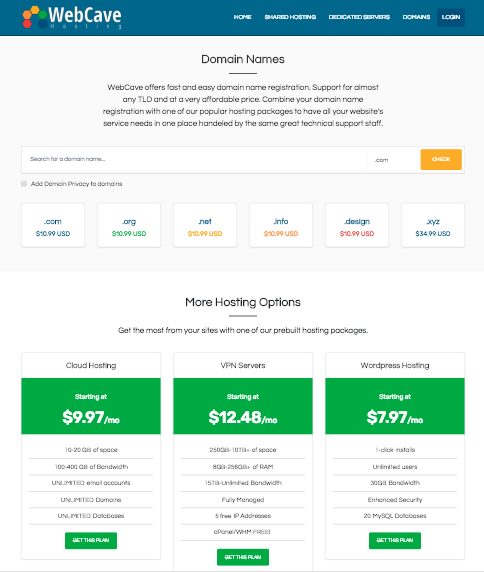 WebCave
Hosting
HOME SHARED HOSTING DEDICATED SERVERS DOMAINS LOGIN
Domain Names
WebCave offers fast and easy domain name registration. Support for almost
any TLD and at a very affordable price. Combine your domain name
registration with one of our popular hosting packages to have all your website's
service needs in one place handeled by the same great technical support staff.
Search for a domain name... .com CHECK
Add Domain Privacy to domains
.com .org .net .info .design .xyz
$10.99 USD $10.99 USD $10.99 USD $10.99 USD $10.99 USD $34.99 USD
More Hosting Options
Get the most from your sites with one of our prebuilt hosting packages.
Cloud Hosting
Starting at
$9.97/mo
10-20 GB of space
100-400 GB of Bandwidth
UNLIMITED email accounts
UNLIMITED Domains
UNLIMITED Databases
GET THIS PLAN
VPN Servers
Starting at
$12.48/mo
250GB-10TB+ of space
8GB-256GB+ of RAM
15TB-Unlimited Bandwidth
Fully Managed
5 free IP Addresses
cPanel/WHM FREE!
GET THIS PLAN
Wordpress Hosting
Starting at
$7.97/mo
1-click installs
Unlimited users
30GB Bandwidth
Enhanced Security
20 MySQL Databases
GET THIS PLAN